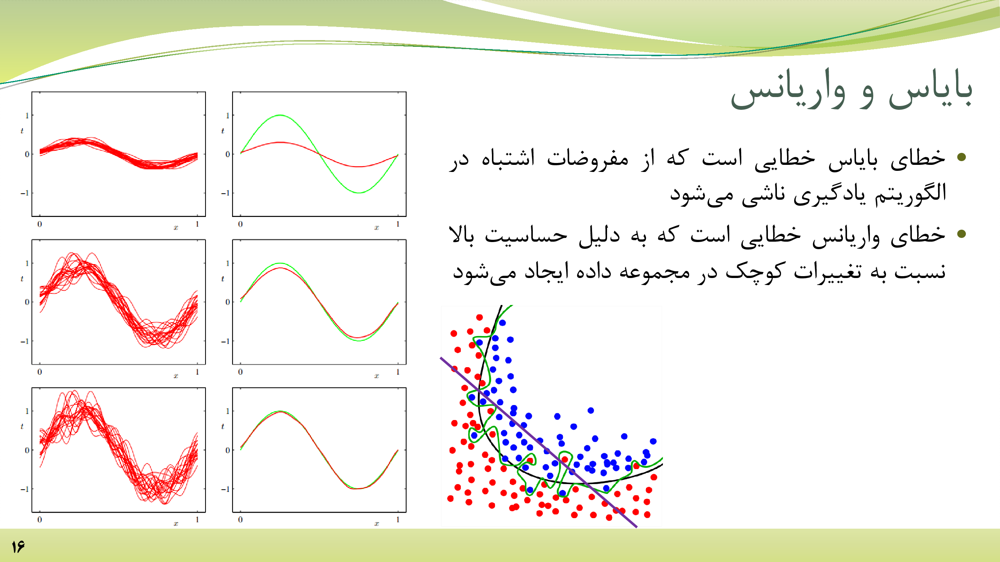 بایاس و واریانس
• خطای بایاس خطایی است که از مفروضات اشتباه در
الگوریتم یادگیری ناشی می‌شود
• خطای واریانس خطایی است که به دلیل حساسیت بالا
نسبت به تغییرات کوچک در مجموعه داده ایجاد می‌شود
1
t
0
−1
0
x
1
1
t
0
−1
0
x
1
1
t
0
−1
0
x
1
1
t
0
−1
0
x
1
1
t
0
−1
0
x
1
1
t
0
−1
0
x
1
۱۶